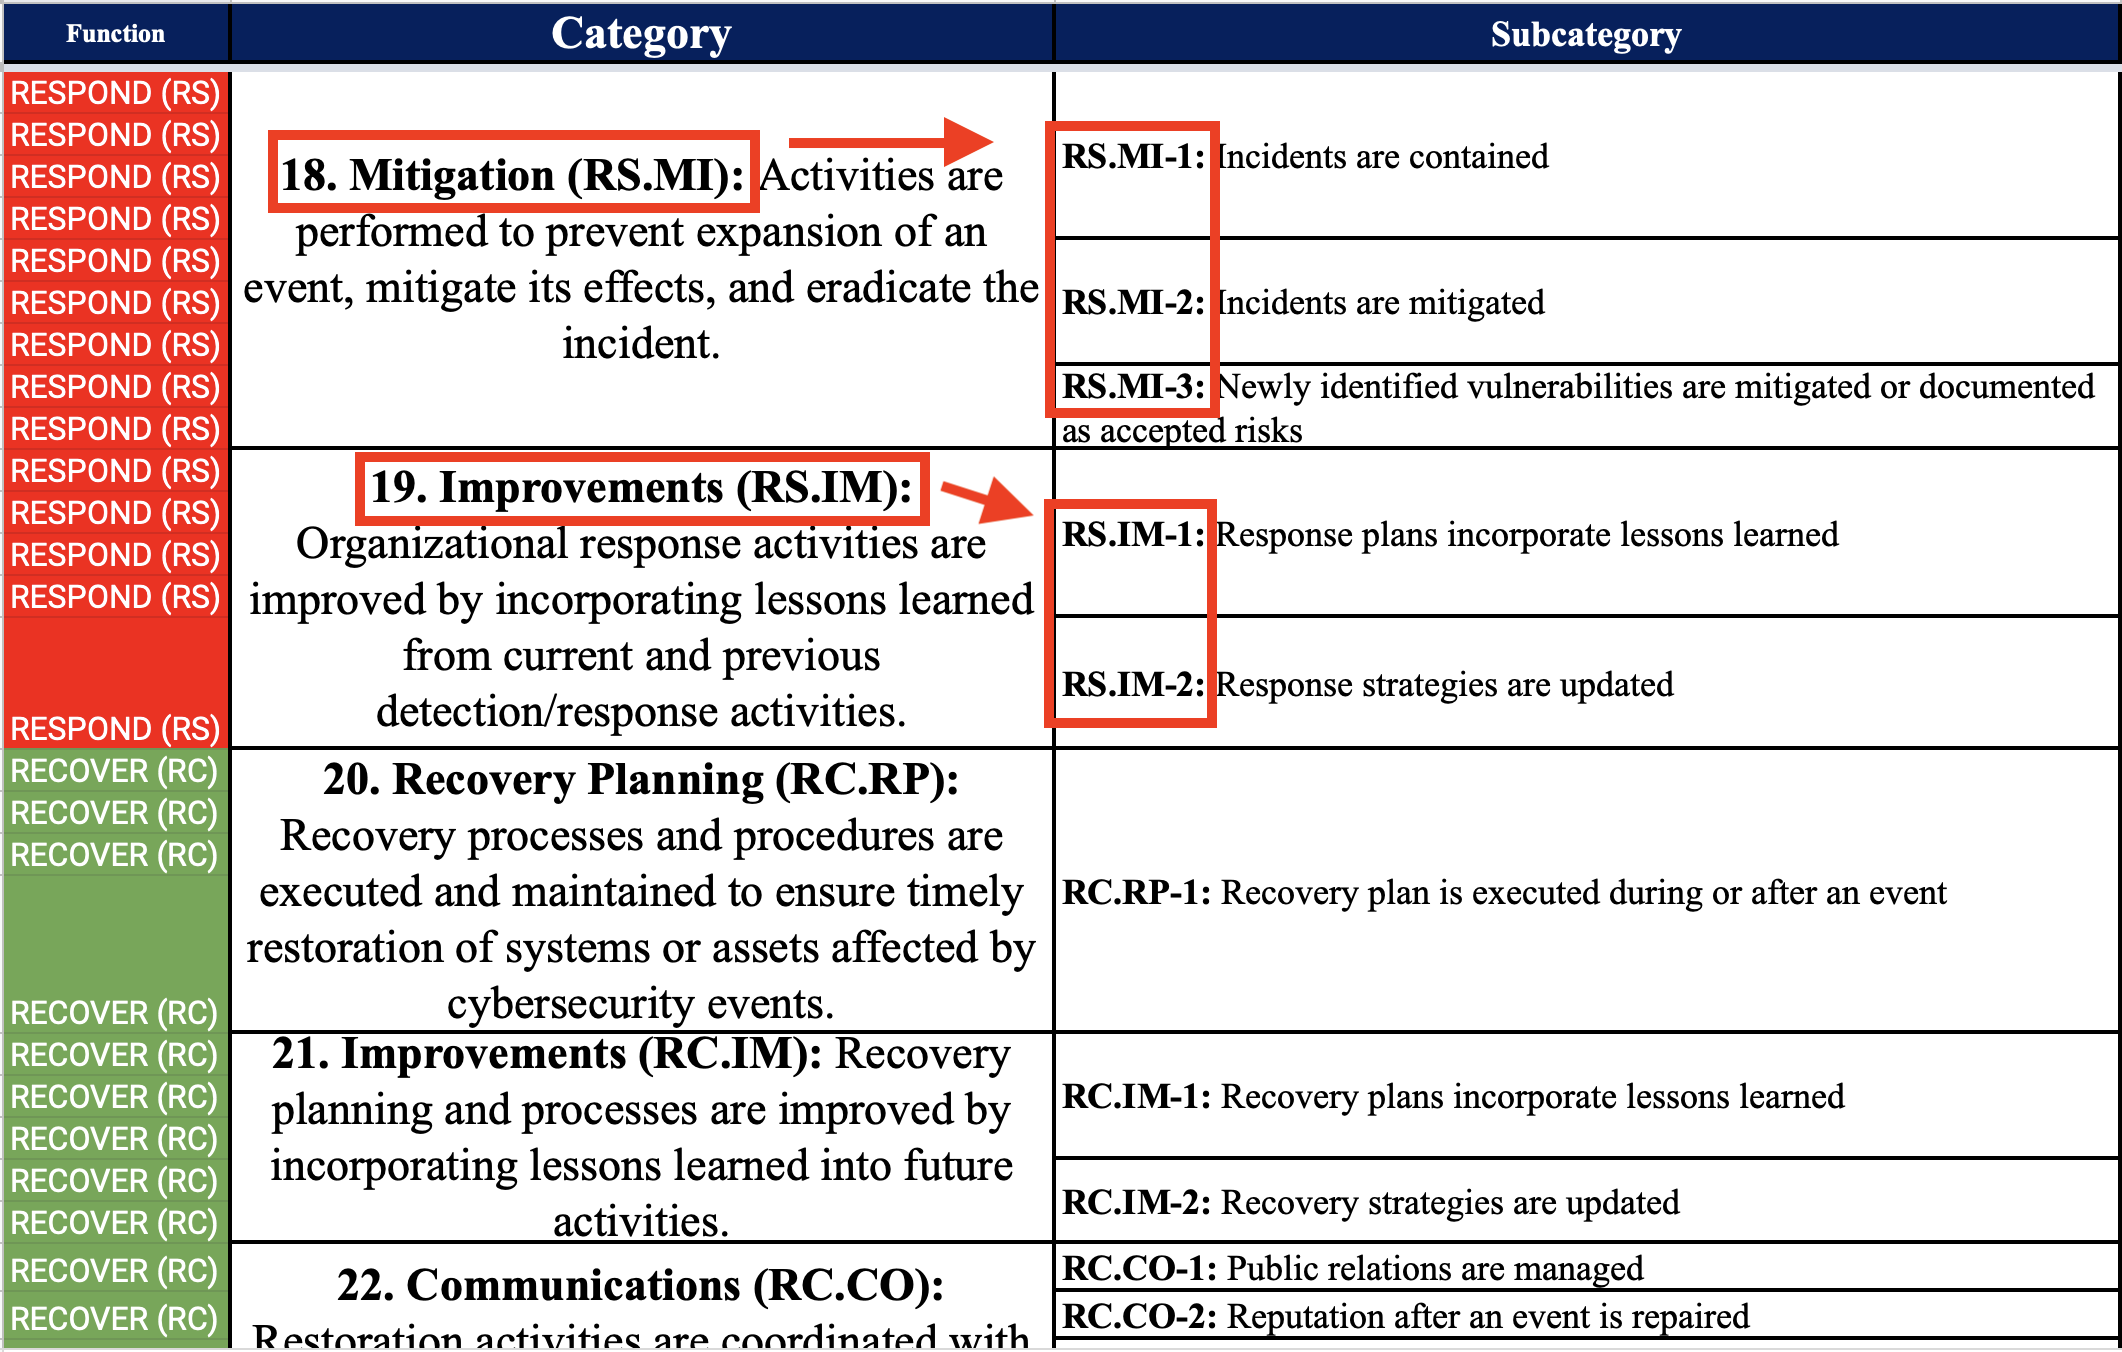 Function
Category
Subcategory
RESPOND (RS)
RESPOND (RS)
RESPOND (RS)
RESPOND (RS)
RESPOND (RS)
RESPOND (RS)
RESPOND (RS)
RESPOND (RS)
RESPOND (RS)
RESPOND (RS)
RESPOND (RS)
RESPOND (RS)
RESPOND (RS)
RESPOND (RS)
RECOVER (RC)
RECOVER (RC)
RECOVER (RC)
RECOVER (RC)
RECOVER (RC)
RECOVER (RC)
RECOVER (RC)
RECOVER (RC)
RECOVER (RC)
RECOVER (RC)
RECOVER (RC)
18. Mitigation (RS.MI): Activities are
performed to prevent expansion of an
event, mitigate its effects, and eradicate the
incident.
RS.MI-1: Incidents are contained
RS.MI-2: Incidents are mitigated
RS.MI-3: Newly identified vulnerabilities are mitigated or documented
as accepted risks
19. Improvements (RS.IM):
Organizational response activities are
improved by incorporating lessons learned
from current and previous
detection/response activities.
RS.IM-1: Response plans incorporate lessons learned
RS.IM-2: Response strategies are updated
20. Recovery Planning (RC.RP):
Recovery processes and procedures are
executed and maintained to ensure timely
restoration of systems or assets affected by
cybersecurity events.
RC.RP-1: Recovery plan is executed during or after an event
21. Improvements (RC.IM): Recovery
planning and processes are improved by
incorporating lessons learned into future
activities.
RC.IM-1: Recovery plans incorporate lessons learned
RC.IM-2: Recovery strategies are updated
22. Communications (RC.CO):
Restoration activities are coordinated with
RC.CO-1: Public relations are managed
RC.CO-2: Reputation after an event is repaired